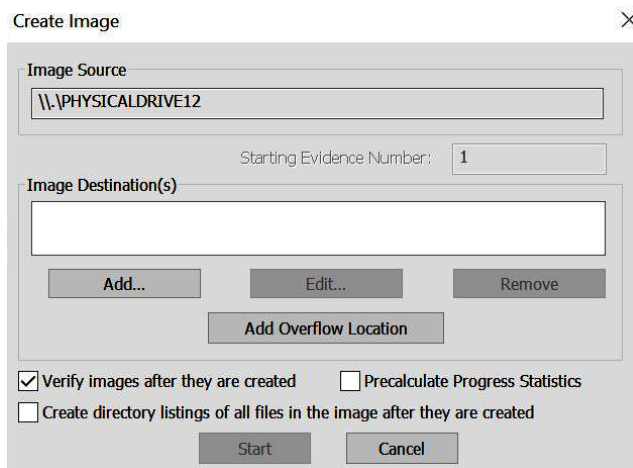 Create Image
Image Source
\\.\PHYSICALDRIVE12
Starting Evidence Number: 1
Image Destination(s)
Add... Edit... Remove
Add Overflow Location
Verify images after they are created Precalculate Progress Statistics
Create directory listings of all files in the image after they are created
Start Cancel